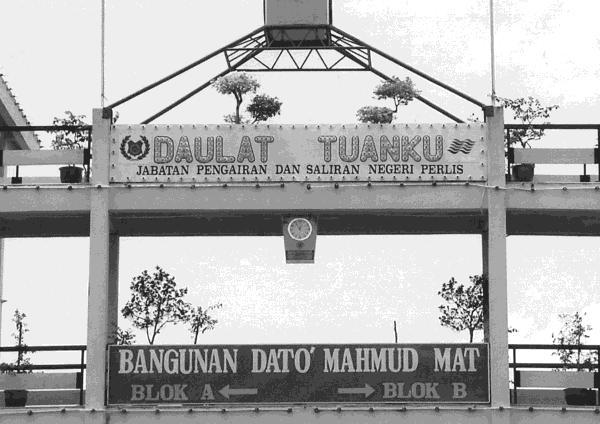 DAULAT TUANKU
JABATAN PENGAIRAN DAN SALIRAN NEGERI PERLIS
BANGUNAN DATO' MAHMUD MAT
BLOK A ← → BLOK B